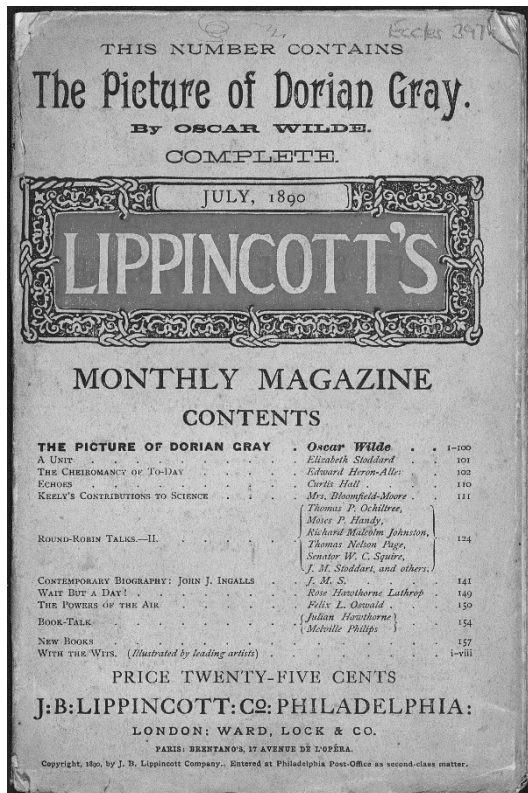 Eccles 397
THIS NUMBER CONTAINS
The Picture of Dorian Gray.
By OSCAR WILDE.
COMPLETE.
JULY, 1890
LIPPINCOTT'S
MONTHLY MAGAZINE
CONTENTS
THE PICTURE OF DORIAN GRAY . Oscar Wilde . . 1-100
A Unit . . . . . . . . Elizabeth Stoddard . . 101
The Cheiromancy of To-Day . . . . Edward Heron-Allen . 102
Echoes . . . . . . . . Curtis Hall . . . 110
Keely's Contributions to Science . . . Mrs. Bloomfield-Moore . . 111
Round-Robin Talks.—II. . . . . . Thomas P. Ochiltree, Moses P. Handy, Richard Malcolm Johnston, Thomas Nelson Page, Senator W. C. Squire, J. M. Stoddart, and others. 124
Contemporary Biography: John J. Ingalls . J. M. S. . . . 141
Wait But a Day! . . . . . . Rose Hawthorne Lathrop . 149
The Powers of the Air . . . . . Felix L. Oswald . . 150
Book-Talk . . . . . . . Julian Hawthorne Melville Philips . 154
New Books . . . . . . . . . . . 157
With the Wits. (Illustrated by leading artists) . . . . . . i-viii
PRICE TWENTY-FIVE CENTS
J:B:LIPPINCOTT:Co:PHILADELPHIA:
LONDON: WARD, LOCK & CO.
PARIS: BRENTANO'S, 17 AVENUE DE L'OPÉRA.
Copyright, 1890, by J. B. Lippincott Company.. Entered at Philadelphia Post-Office as second-class matter.